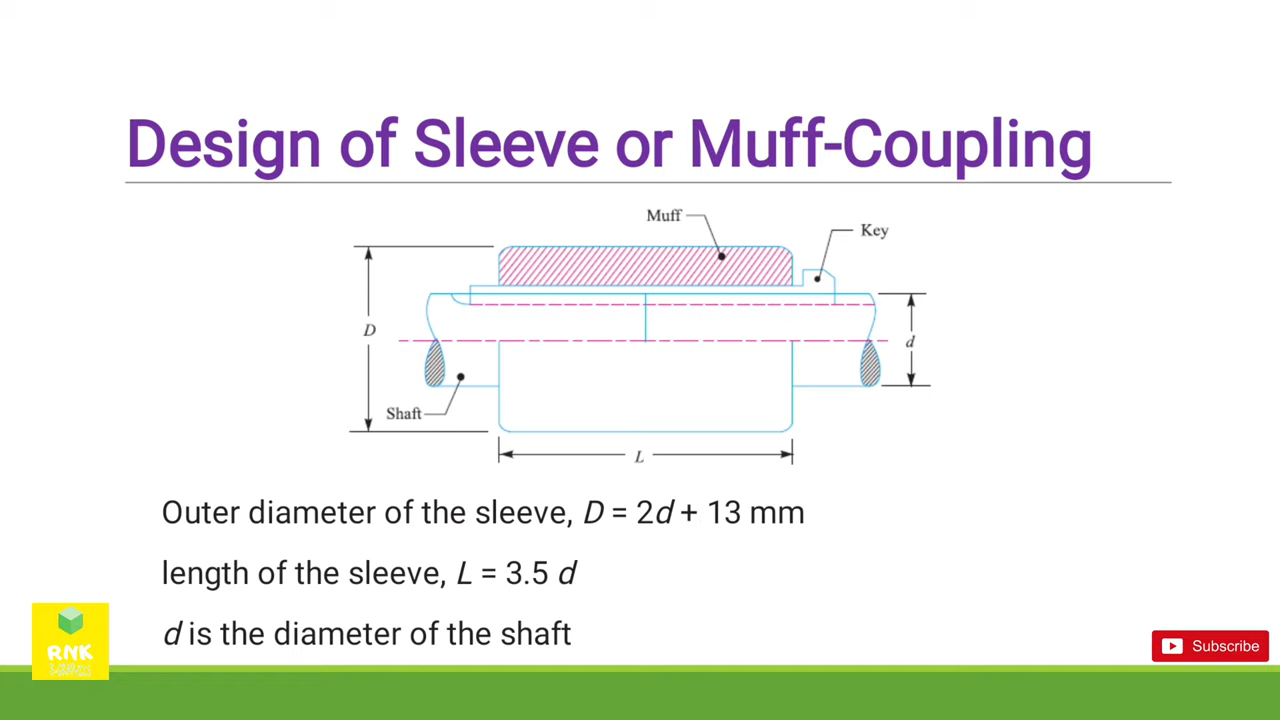 Design of Sleeve or Muff-Coupling
Muff
Key
D
d
Shaft
L
Outer diameter of the sleeve, D = 2d + 13 mm
length of the sleeve, L = 3.5 d
d is the diameter of the shaft
RNK
Subscribe